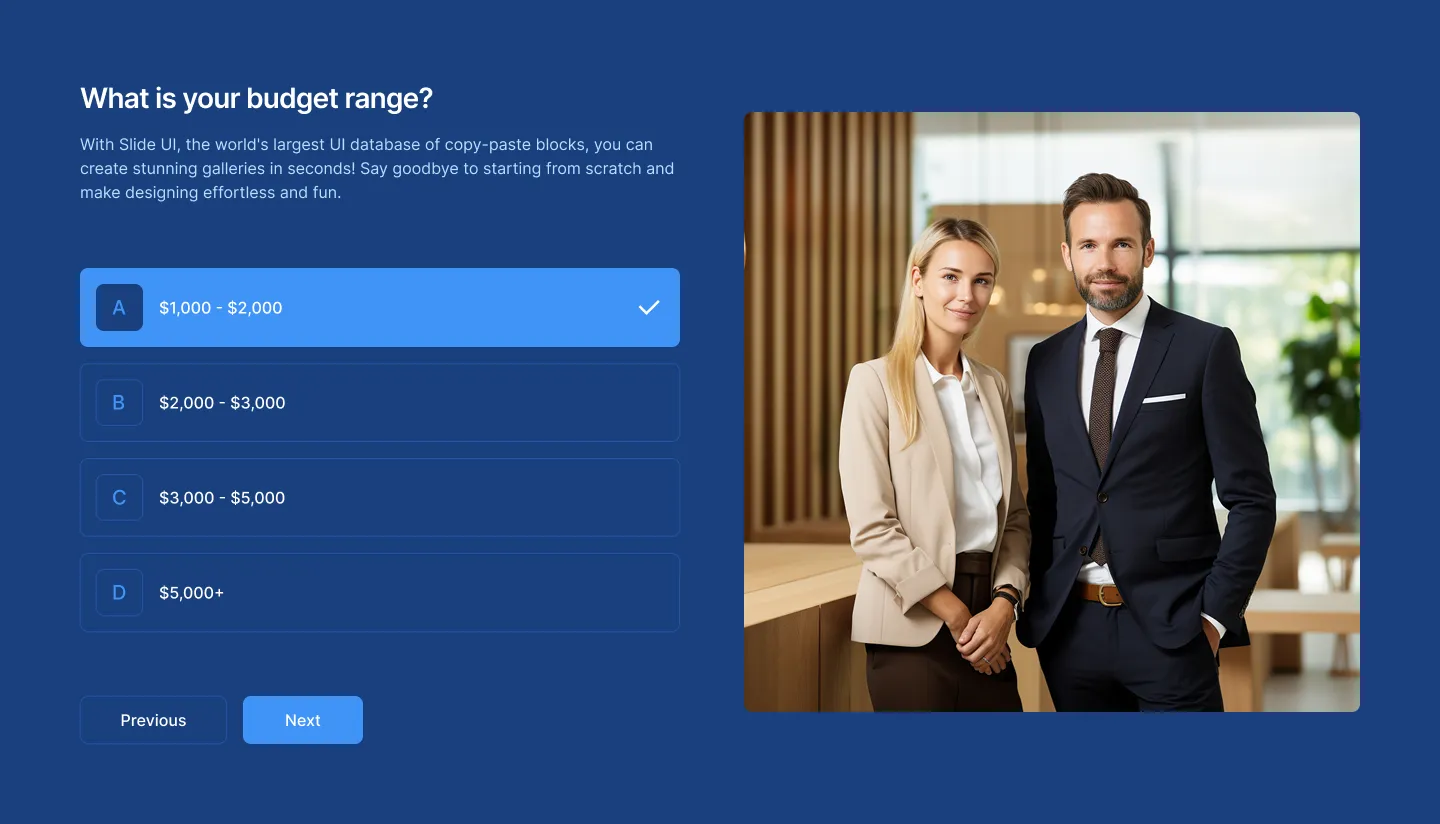 What is your budget range?
With Slide UI, the world's largest UI database of copy-paste blocks, you can
create stunning galleries in seconds! Say goodbye to starting from scratch and
make designing effortless and fun.
A $1,000 - $2,000
B $2,000 - $3,000
C $3,000 - $5,000
D $5,000+
Previous Next